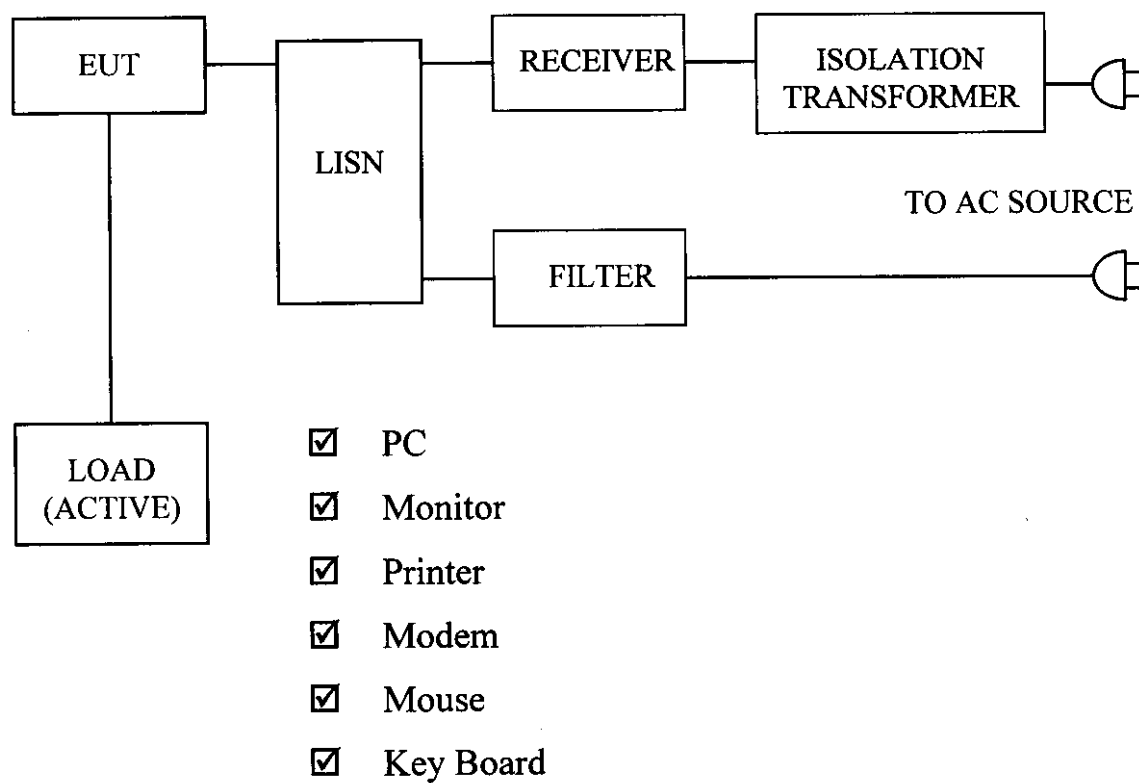 EUT
LISN
RECEIVER
ISOLATION
TRANSFORMER
TO AC SOURCE
FILTER
LOAD
(ACTIVE)
☑ PC
☑ Monitor
☑ Printer
☑ Modem
☑ Mouse
☑ Key Board